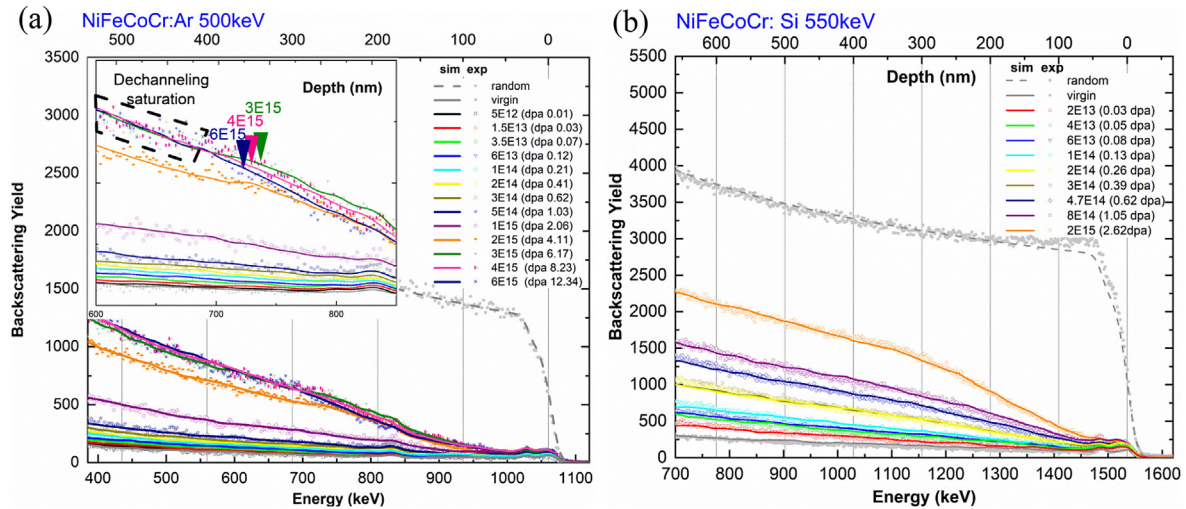 (a)
NiFeCoCr:Ar 500keV
500 400 300 200 100 0
3500
3000
2500
2000
1500
1000
500
0
Backscattering Yield
Dechanneling
saturation
Depth (nm)
3E15
4E15
6E15
600 700 800
sim exp
random
virgin
5E12 (dpa 0.01)
1.5E13 (dpa 0.03)
3.5E13 (dpa 0.07)
6E13 (dpa 0.12)
1E14 (dpa 0.21)
2E14 (dpa 0.41)
3E14 (dpa 0.62)
5E14 (dpa 1.03)
1E15 (dpa 2.06)
2E15 (dpa 4.11)
3E15 (dpa 6.17)
4E15 (dpa 8.23)
6E15 (dpa 12.34)
400 500 600 700 800 900 1000 1100
Energy (keV)
(b)
NiFeCoCr: Si 550keV
600 500 400 300 200 100 0
5500
5000
4500
4000
3500
3000
2500
2000
1500
1000
500
0
Backscattering Yield
Depth (nm)
sim exp
random
virgin
2E13 (0.03 dpa)
4E13 (0.05 dpa)
6E13 (0.08 dpa)
1E14 (0.13 dpa)
2E14 (0.26 dpa)
3E14 (0.39 dpa)
4.7E14 (0.62 dpa)
8E14 (1.05 dpa)
2E15 (2.62dpa)
700 800 900 1000 1100 1200 1300 1400 1500 1600
Energy (keV)